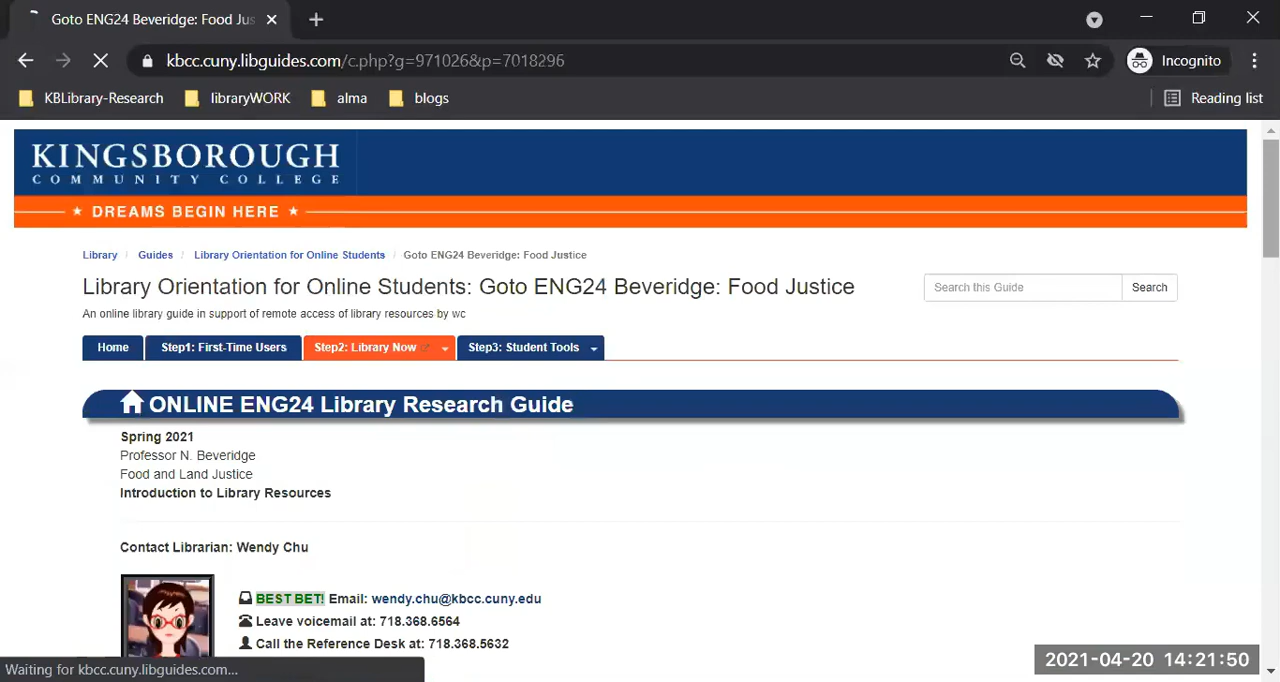 Goto ENG24 Beveridge: Food Jus
kbcc.cuny.libguides.com/c.php?g=971026&p=7018296
Incognito
KBLibrary-Research
libraryWORK
alma
blogs
Reading list
KINGSBOROUGH
COMMUNITY COLLEGE
★ DREAMS BEGIN HERE ★
Library / Guides / Library Orientation for Online Students / Goto ENG24 Beveridge: Food Justice
Library Orientation for Online Students: Goto ENG24 Beveridge: Food Justice
Search this Guide
Search
An online library guide in support of remote access of library resources by wc
Home
Step1: First-Time Users
Step2: Library Now
Step3: Student Tools
ONLINE ENG24 Library Research Guide
Spring 2021
Professor N. Beveridge
Food and Land Justice
Introduction to Library Resources
Contact Librarian: Wendy Chu
BEST BET! Email: wendy.chu@kbcc.cuny.edu
Leave voicemail at: 718.368.6564
Call the Reference Desk at: 718.368.5632
Waiting for kbcc.cuny.libguides.com...
2021-04-20 14:21:50